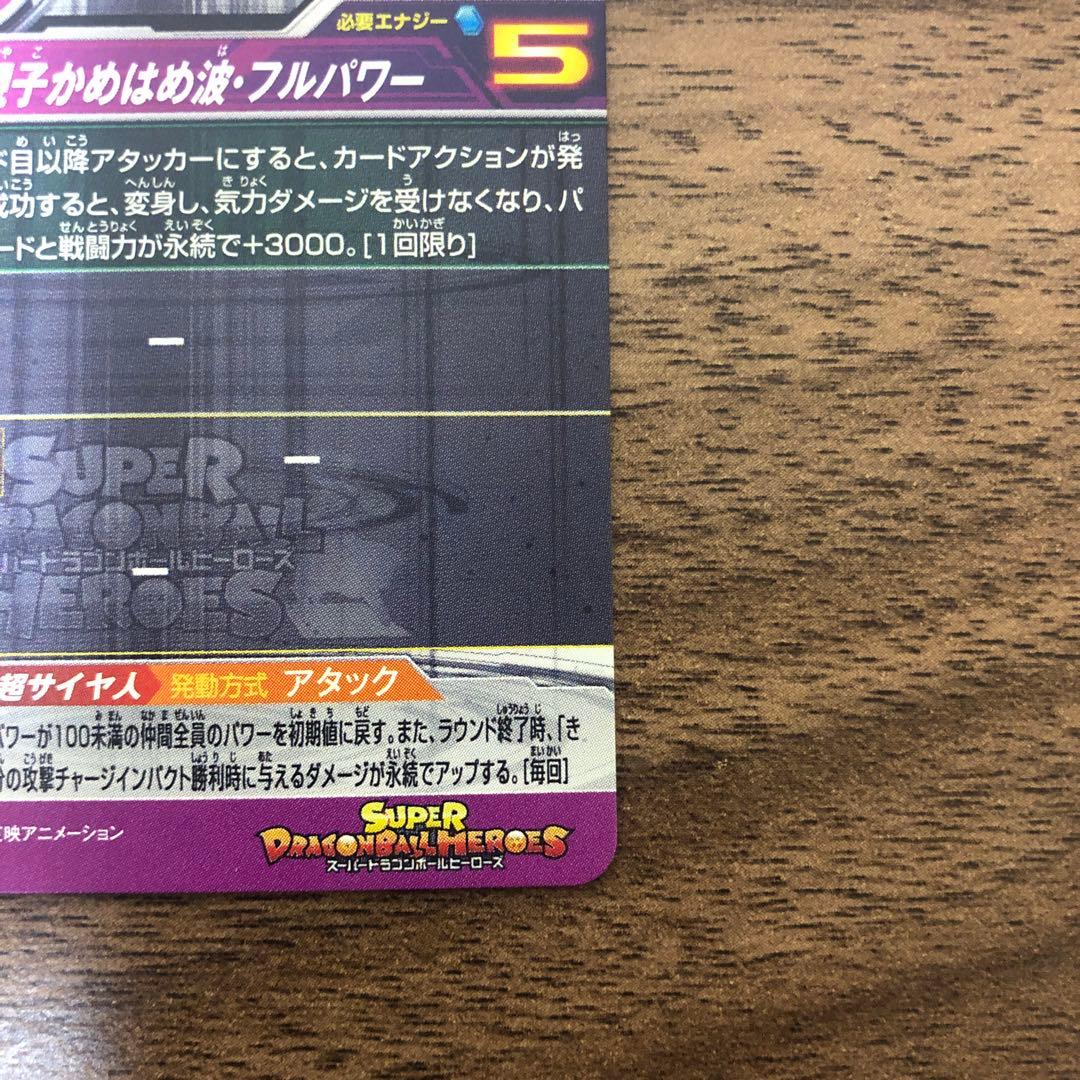 必要エナジー 5
親子かめはめ波・フルパワー
目以降アタッカーにすると、カードアクションが発
成功すると、変身し、気力ダメージを受けなくなり、パ
ードと戦闘力が永続で+3000。[1回限り]
ー
SUPER
ー
DRAGONBALL
ードラゴンボールヒーローズ
ー
HEROES
超サイヤ人 発動方式 アタック
パワーが100未満の仲間全員のパワーを初期値に戻す。また、ラウンド終了時、「き
分の攻撃チャージインパクト勝利時に与えるダメージが永続でアップする。[毎回]
映アニメーション
SUPER
DRAGONBALL HEROES
スーパードラゴンボールヒーローズ